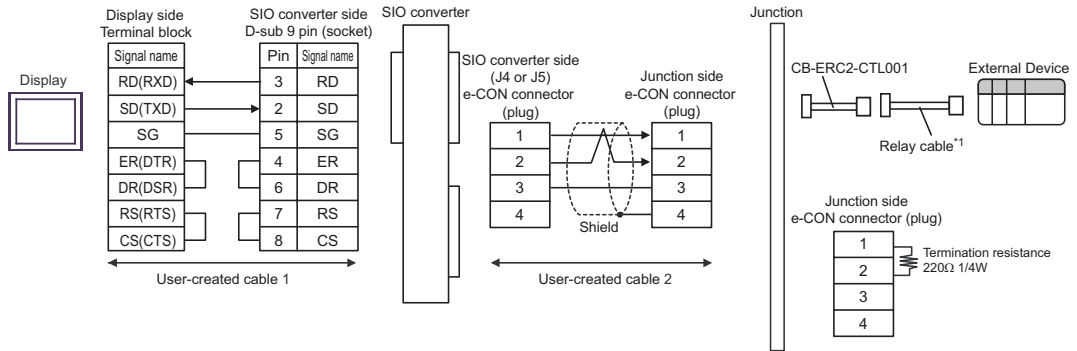 Display
Display side
Terminal block
Signal name
RD(RXD)
SD(TXD)
SG
ER(DTR)
DR(DSR)
RS(RTS)
CS(CTS)
SIO converter side
D-sub 9 pin (socket)
Pin Signal name
3 RD
2 SD
5 SG
4 ER
6 DR
7 RS
8 CS
User-created cable 1
SIO converter
SIO converter side
(J4 or J5)
e-CON connector
(plug)
1
2
3
4
Shield
Junction side
e-CON connector
(plug)
1
2
3
4
User-created cable 2
Junction
CB-ERC2-CTL001
Relay cable*1
External Device
Junction side
e-CON connector (plug)
1
2
3
4
Termination resistance
220Ω 1/4W